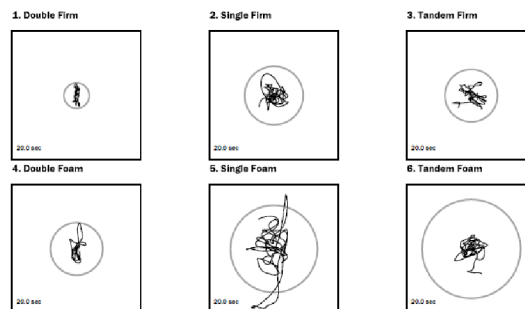 1. Double Firm
2. Single Firm
3. Tandem Firm
20.0 sec
20.0 sec
20.0 sec
4. Double Foam
5. Single Foam
6. Tandem Foam
20.0 sec
20.0 sec
20.0 sec